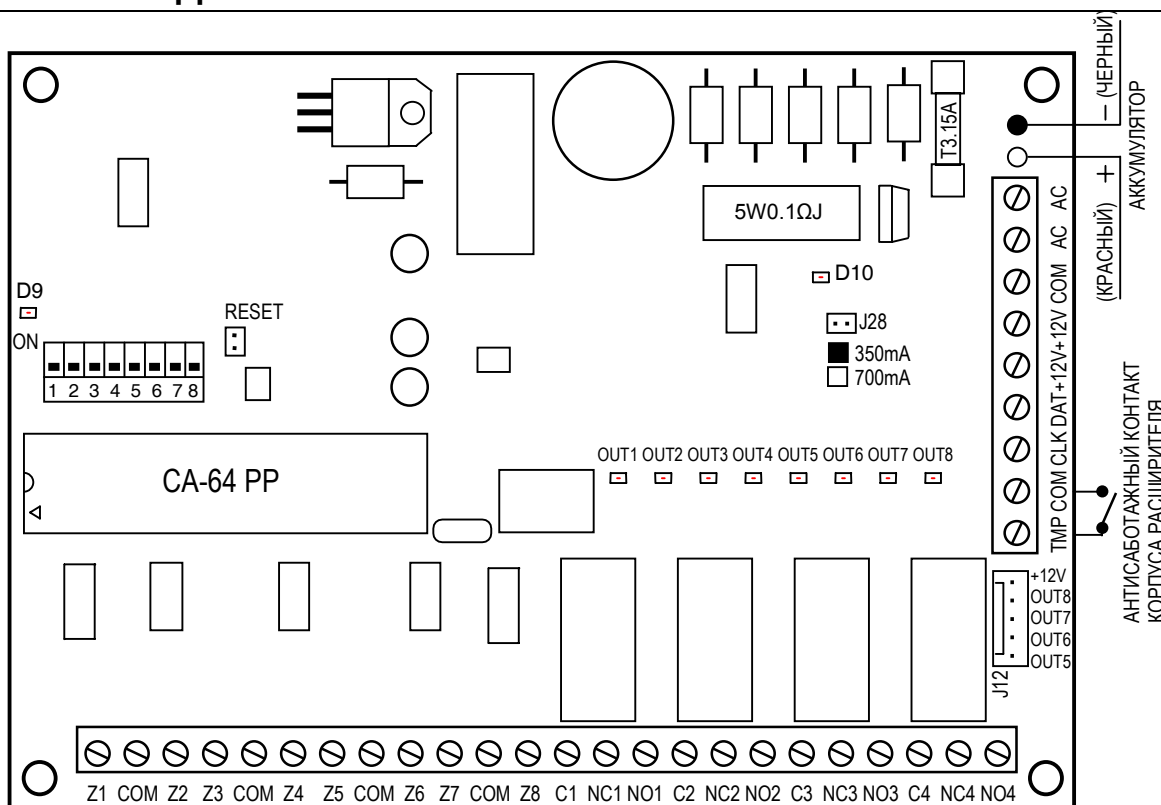 − (ЧЕРНЫЙ)
АККУМУЛЯТОР
(КРАСНЫЙ) +
T3.15A
5W0.1ΩJ
AC
AC
COM
+12V
+12V
DAT
CLK
COM
TMP
D10
J28
350mA
700mA
D9
ON
1 2 3 4 5 6 7 8
RESET
CA-64 PP
OUT1 OUT2 OUT3 OUT4 OUT5 OUT6 OUT7 OUT8
АНТИСАБОТАЖНЫЙ КОНТАКТ
КОРПУСА РАСШИРИТЕЛЯ
+12V
OUT8
OUT7
OUT6
OUT5
J12
Z1 COM Z2 Z3 COM Z4 Z5 COM Z6 Z7 COM Z8 C1 NC1 NO1 C2 NC2 NO2 C3 NC3 NO3 C4 NC4 NO4